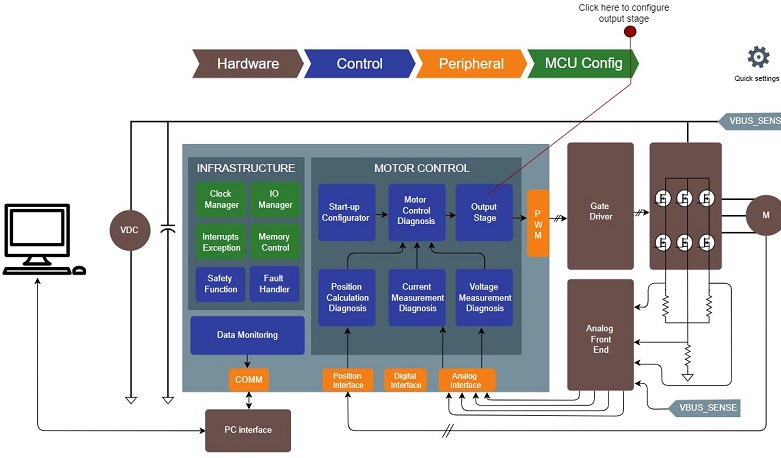 Click here to configure
output stage
Hardware
Control
Peripheral
MCU Config
Quick settings
VBUS_SENS
INFRASTRUCTURE
MOTOR CONTROL
Clock
Manager
IO
Manager
Start-up
Configurator
Motor
Control
Diagnosis
Output
Stage
P
W
M
Gate
Driver
M
VDC
Interrupts
Exception
Memory
Control
Safety
Function
Fault
Handler
Position
Calculation
Diagnosis
Current
Measurement
Diagnosis
Voltage
Measurement
Diagnosis
Analog
Front
End
Data Monitoring
COMM
Position
Interface
Digital
Interface
Analog
Interface
VBUS_SENSE
PC interface